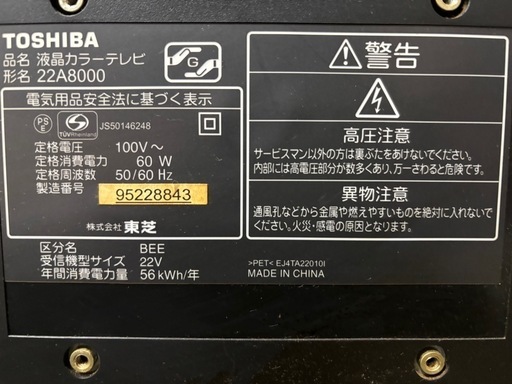 TOSHIBA
品名 液晶カラーテレビ
形名 22A8000
G
電気用品安全法に基づく表示
PS
E
TÜVRheinland
JS50146248
定格電圧 100V～
定格消費電力 60 W
定格周波数 50/60 Hz
製造番号 95228843
株式会社 東芝
区分名 BEE
受信機型サイズ 22V
年間消費電力量 56kWh/年
警告
高圧注意
サービスマン以外の方は裏ぶたをあけないでください。
内部には高電圧部分が数多くあり、万一さわると危険です。
異物注意
通風孔などから金属や燃えやすいものを絶対に入れないで
ください。火災・感電の原因となります。
>PET< EJ4TA22010I
MADE IN CHINA